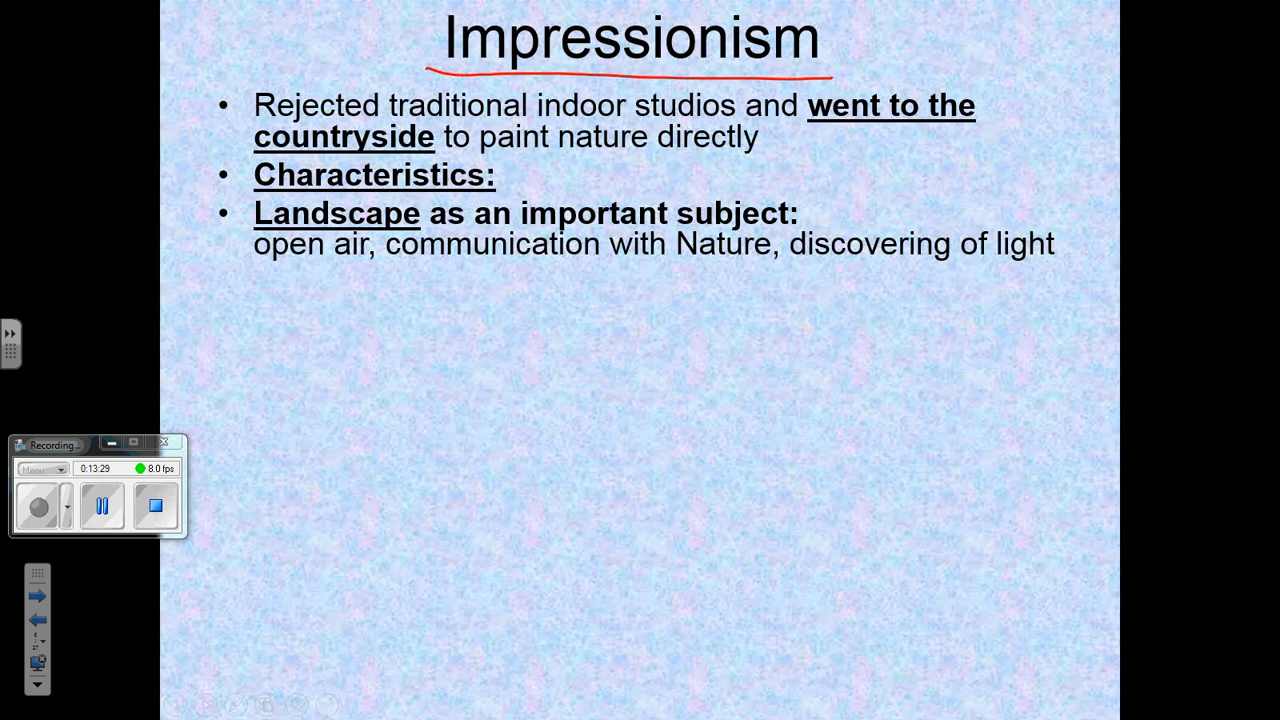 Impressionism
• Rejected traditional indoor studios and went to the
countryside to paint nature directly
• Characteristics:
• Landscape as an important subject:
open air, communication with Nature, discovering of light
Recording...
Menu
0:13:29
8.0 fps